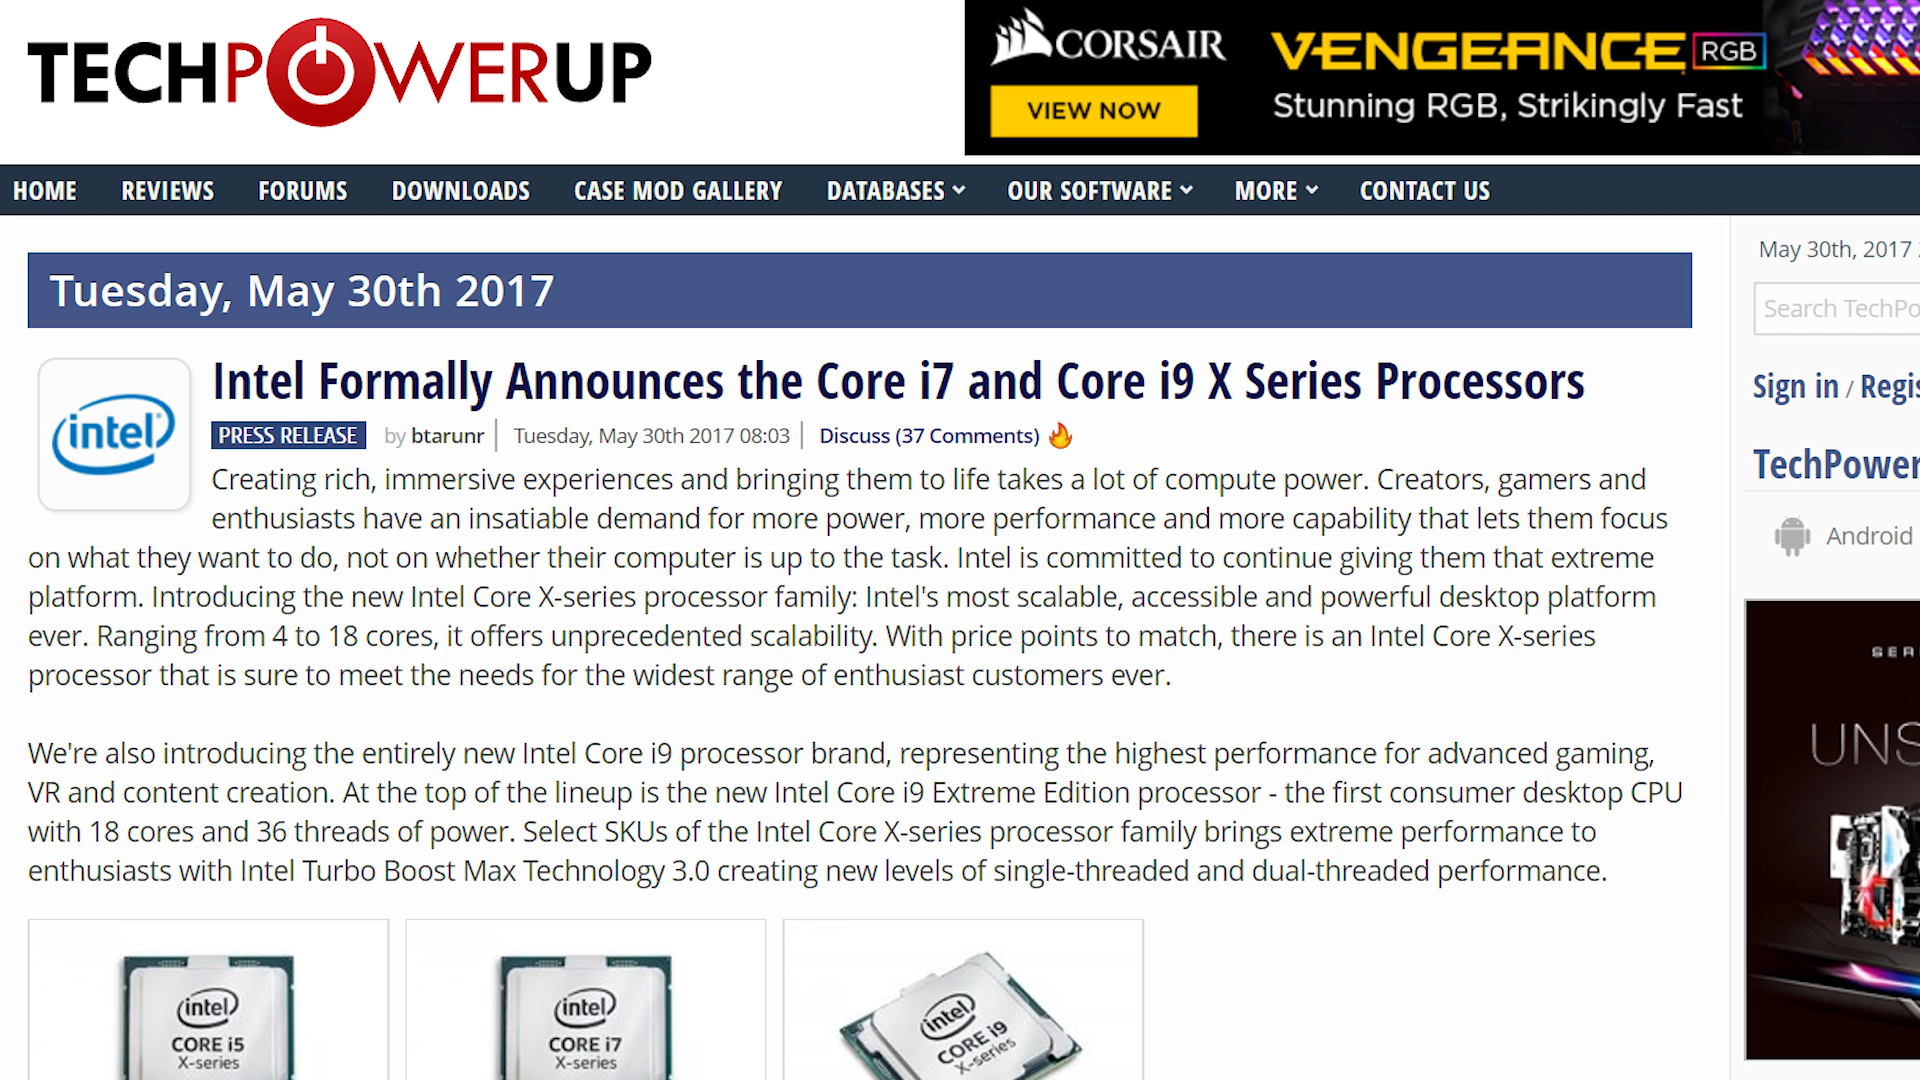 TECHPOWERUP
CORSAIR
VENGEANCE RGB
VIEW NOW
Stunning RGB, Strikingly Fast
HOME REVIEWS FORUMS DOWNLOADS CASE MOD GALLERY DATABASES OUR SOFTWARE MORE CONTACT US
Tuesday, May 30th 2017
Intel Formally Announces the Core i7 and Core i9 X Series Processors
intel
PRESS RELEASE by btarunr Tuesday, May 30th 2017 08:03 Discuss (37 Comments)
Creating rich, immersive experiences and bringing them to life takes a lot of compute power. Creators, gamers and
enthusiasts have an insatiable demand for more power, more performance and more capability that lets them focus
on what they want to do, not on whether their computer is up to the task. Intel is committed to continue giving them that extreme
platform. Introducing the new Intel Core X-series processor family: Intel's most scalable, accessible and powerful desktop platform
ever. Ranging from 4 to 18 cores, it offers unprecedented scalability. With price points to match, there is an Intel Core X-series
processor that is sure to meet the needs for the widest range of enthusiast customers ever.
We're also introducing the entirely new Intel Core i9 processor brand, representing the highest performance for advanced gaming,
VR and content creation. At the top of the lineup is the new Intel Core i9 Extreme Edition processor - the first consumer desktop CPU
with 18 cores and 36 threads of power. Select SKUs of the Intel Core X-series processor family brings extreme performance to
enthusiasts with Intel Turbo Boost Max Technology 3.0 creating new levels of single-threaded and dual-threaded performance.
intel
CORE i5
X-series
intel
CORE i7
X-series
intel
CORE i9
X-series
May 30th, 2017
Search TechPo
Sign in / Regis
TechPower
Android
SER
UNS